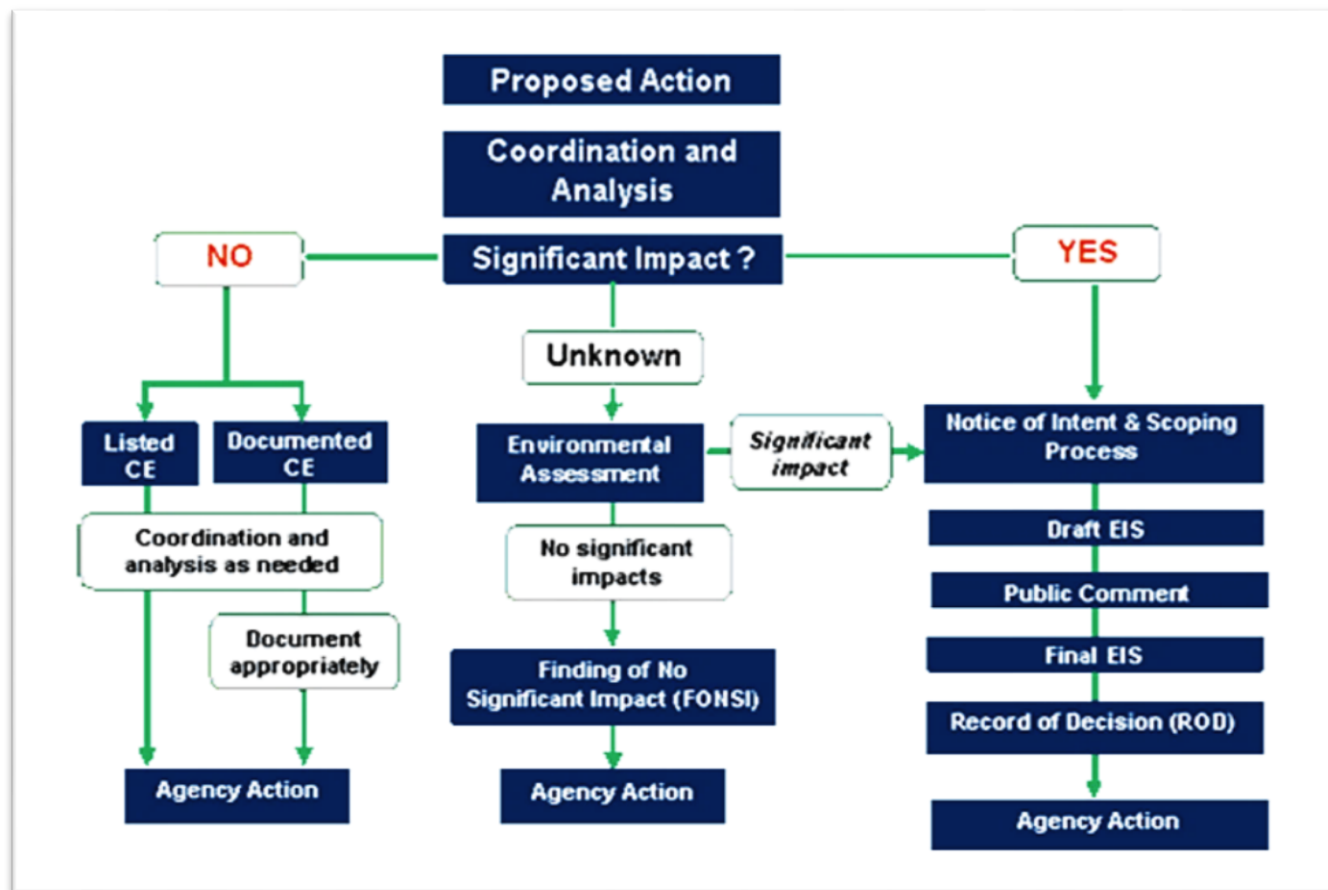 Proposed Action
Coordination and
Analysis
Significant Impact ?
NO
YES
Unknown
Listed
CE
Documented
CE
Environmental
Assessment
Significant
impact
Notice of Intent & Scoping
Process
Coordination and
analysis as needed
No significant
impacts
Draft EIS
Public Comment
Document
appropriately
Finding of No
Significant Impact (FONSI)
Final EIS
Record of Decision (ROD)
Agency Action
Agency Action
Agency Action